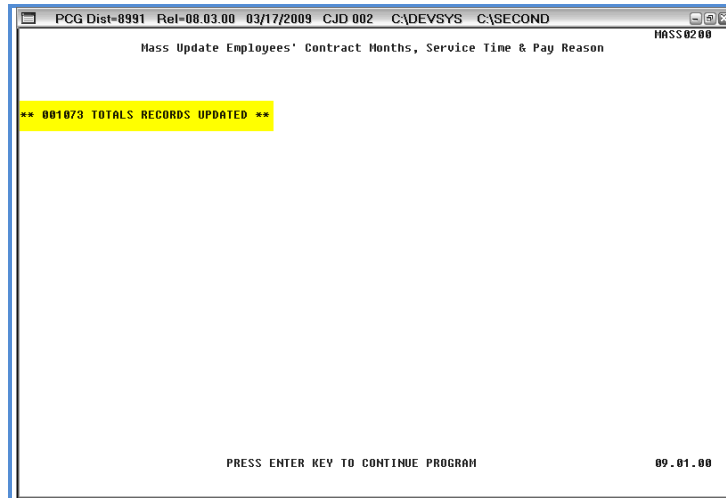 PCG Dist=8991 Rel=08.03.00 03/17/2009 CJD 002 C:\DEVSYS C:\SECOND
MASS0200
Mass Update Employees' Contract Months, Service Time & Pay Reason
** 001073 TOTALS RECORDS UPDATED **
PRESS ENTER KEY TO CONTINUE PROGRAM 09.01.00